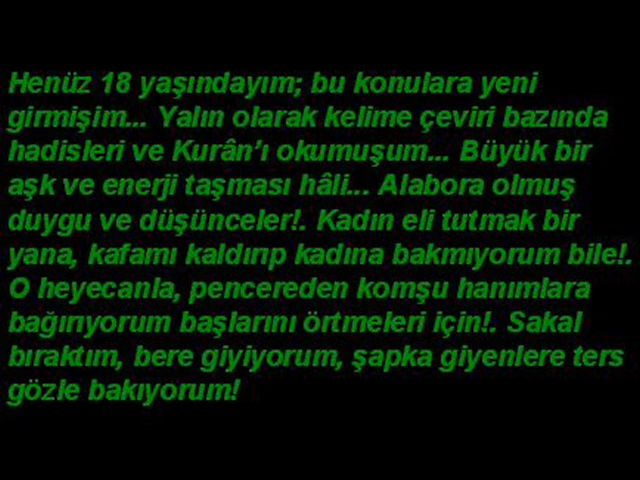 Henüz 18 yaşındayım; bu konulara yeni
girmişim... Yalın olarak kelime çeviri bazında
hadisleri ve Kurân'ı okumuşum... Büyük bir
aşk ve enerji taşması hâli... Alabora olmuş
duygu ve düşünceler!. Kadın eli tutmak bir
yana, kafamı kaldırıp kadına bakmıyorum bile!.
O heyecanla, pencereden komşu hanımlara
bağırıyorum başlarını örtmeleri için!. Sakal
bıraktım, bere giyiyorum, şapka giyenlere ters
gözle bakıyorum!